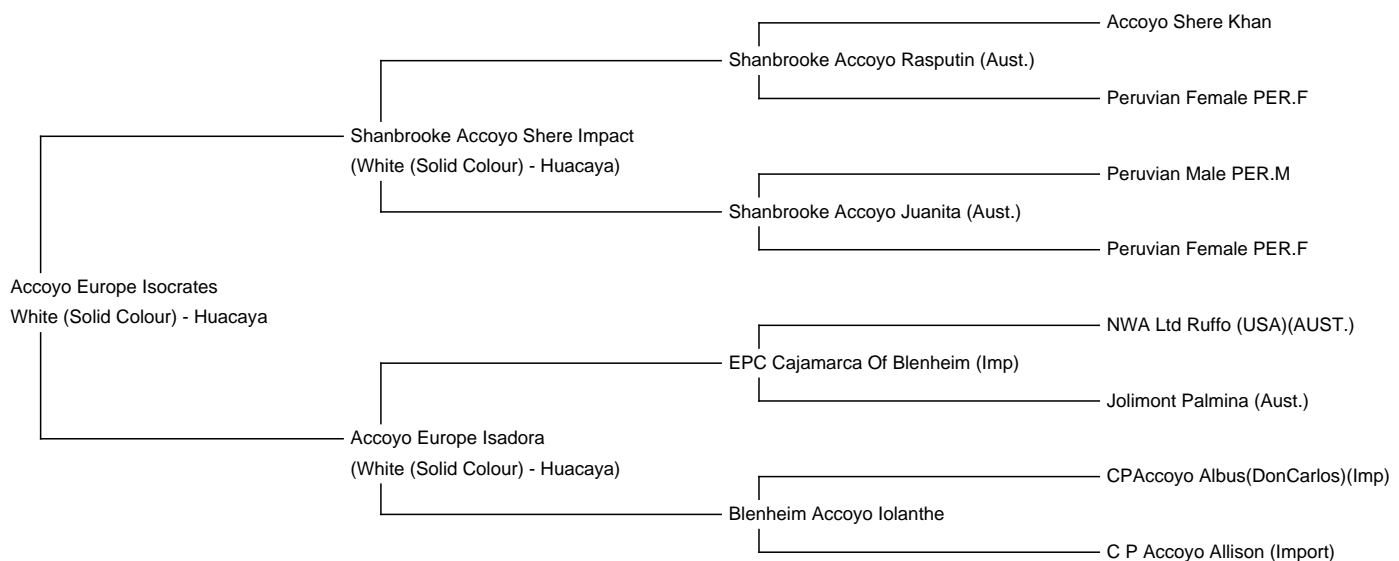 Accoyo Shere Khan
Shanbrooke Accoyo Rasputin (Aust.)
Peruvian Female PER.F
Shanbrooke Accoyo Shere Impact
(White (Solid Colour) - Huacaya)
Peruvian Male PER.M
Shanbrooke Accoyo Juanita (Aust.)
Peruvian Female PER.F
Accoyo Europe Isocrates
White (Solid Colour) - Huacaya
NWA Ltd Ruffo (USA)(AUST.)
EPC Cajamarca Of Blenheim (Imp)
Jolimont Palmina (Aust.)
Accoyo Europe Isadora
(White (Solid Colour) - Huacaya)
CPAccoyo Albus(DonCarlos)(Imp)
Blenheim Accoyo Iolanthe
C P Accoyo Allison (Import)